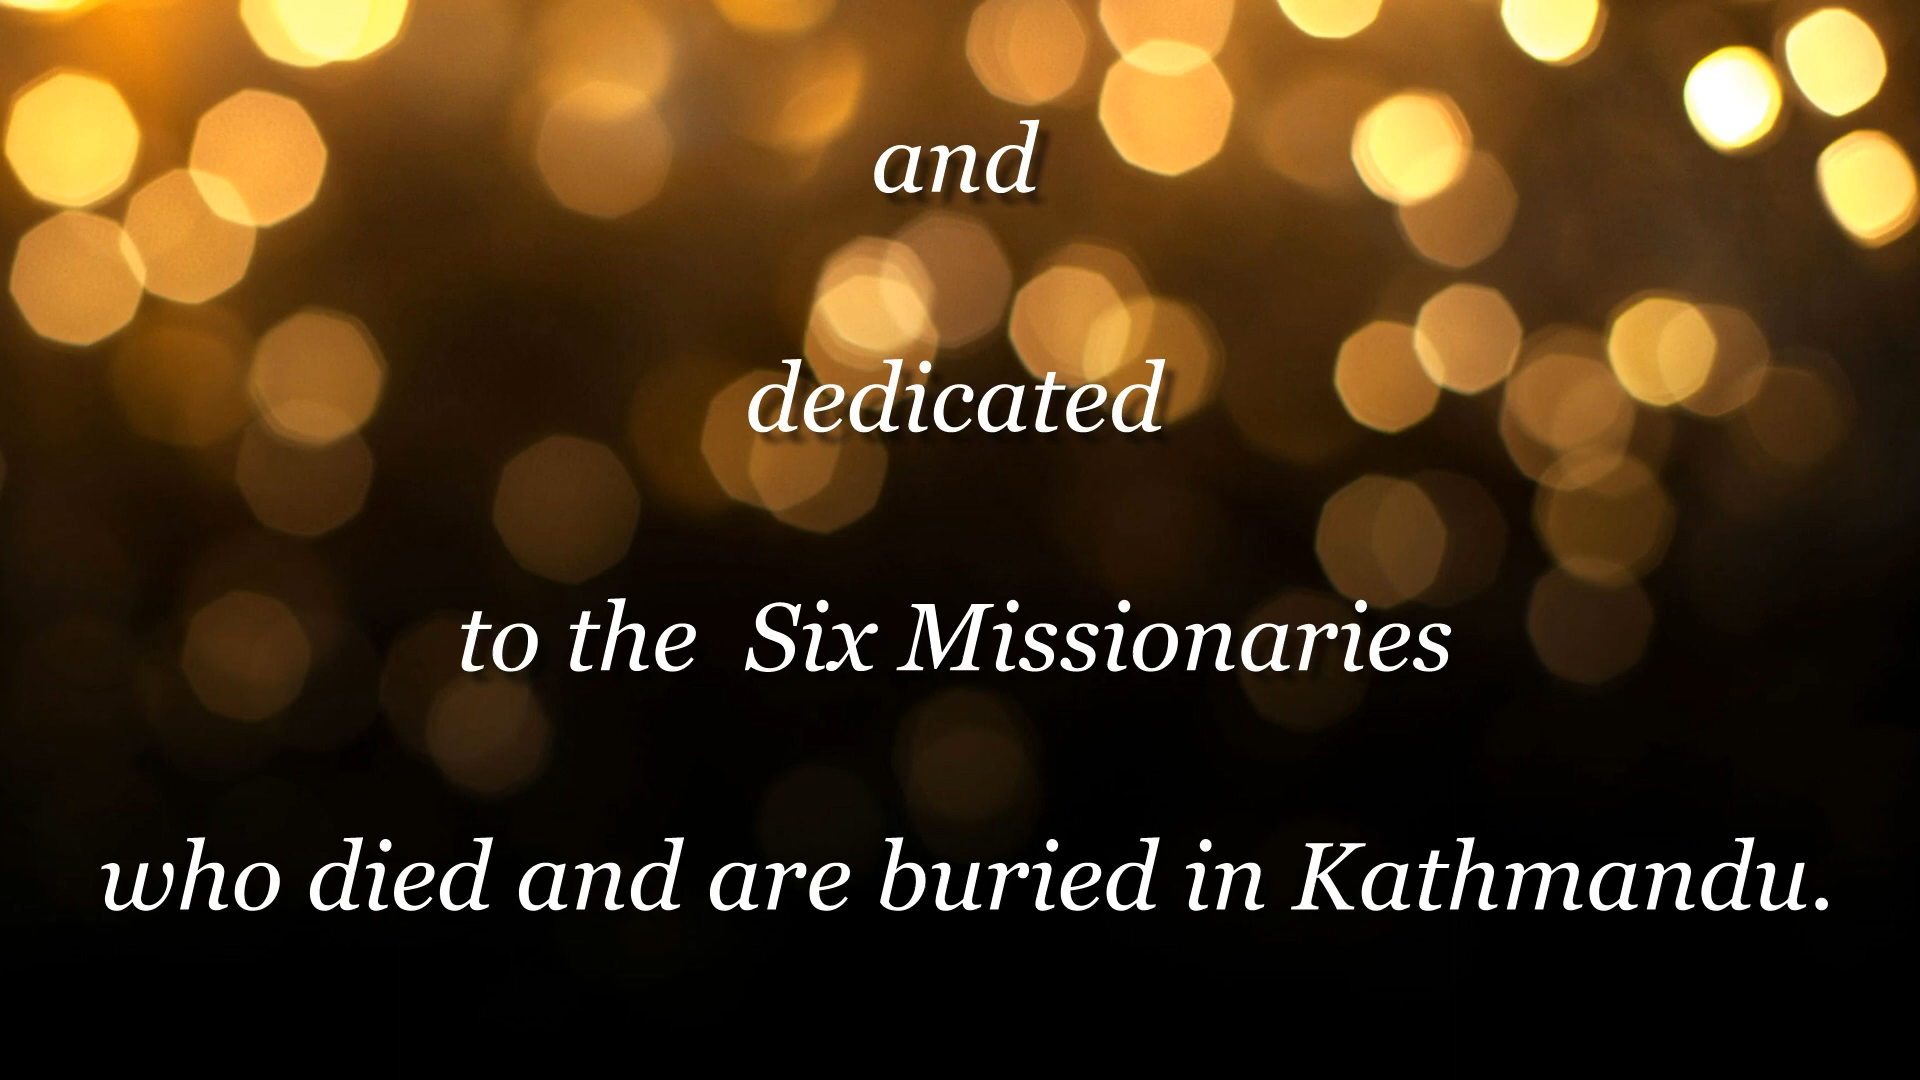 and
dedicated
to the  Six Missionaries
who died and are buried in Kathmandu.